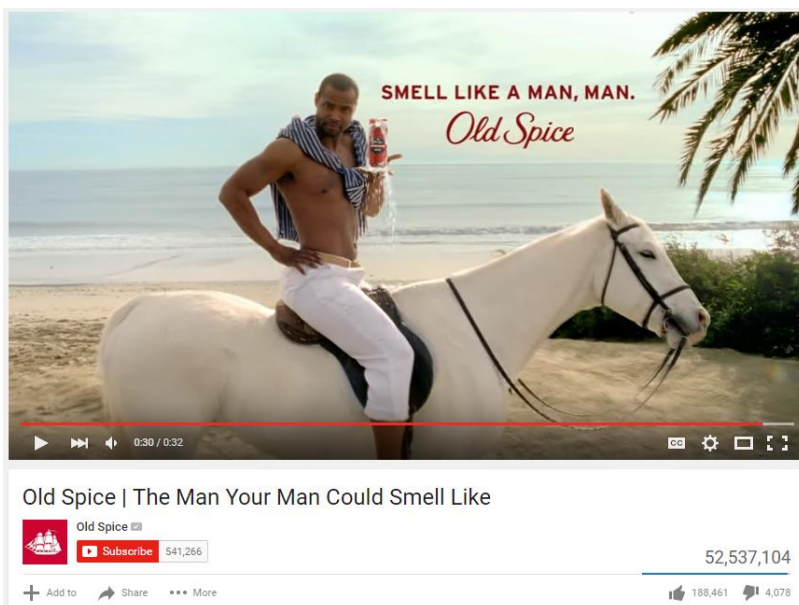 SMELL LIKE A MAN, MAN.
Old Spice
0:30 / 0:32
CC
Old Spice | The Man Your Man Could Smell Like
Old Spice
Subscribe 541,266
52,537,104
Add to Share More
188,461 4,078